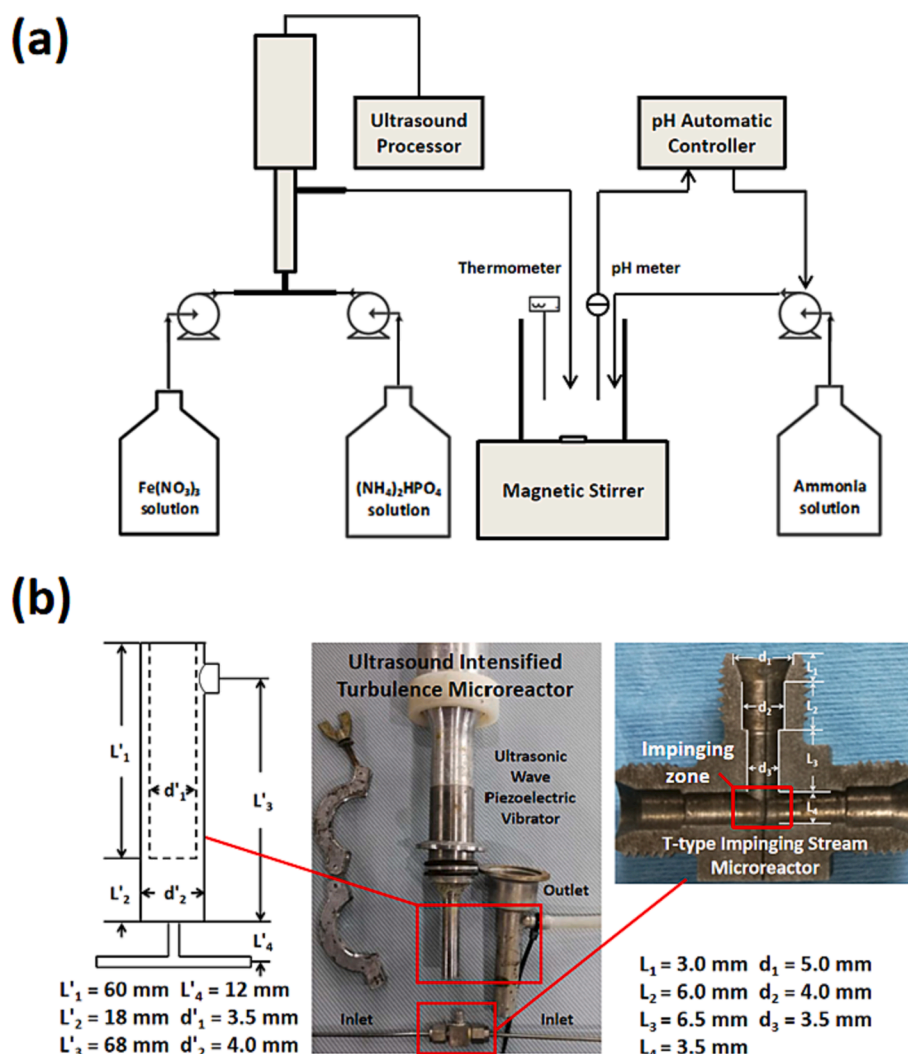 (a)
Ultrasound
Processor
pH Automatic
Controller
Thermometer
pH meter
Fe(NO₃)₃
solution
(NH₄)₂HPO₄
solution
Magnetic Stirrer
Ammonia
solution
(b)
L'₁
d'₁
L'₃
L'₂
d'₂
L'₄
L'₁ = 60 mm L'₄ = 12 mm
L'₂ = 18 mm d'₁ = 3.5 mm
L'₃ = 68 mm d'₂ = 4.0 mm
Ultrasound Intensified
Turbulence Microreactor
Ultrasonic
Wave
Piezoelectric
Vibrator
Outlet
Inlet
Inlet
d₁
L₁
d₂
L₂
d₃
L₃
L₄
Impinging
zone
T-type Impinging Stream
Microreactor
L₁ = 3.0 mm d₁ = 5.0 mm
L₂ = 6.0 mm d₂ = 4.0 mm
L₃ = 6.5 mm d₃ = 3.5 mm
L₄ = 3.5 mm